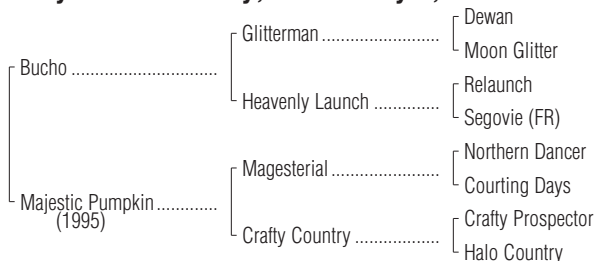 Dewan
Glitterman ........................
Moon Glitter
Bucho .............................
Relaunch
Heavenly Launch .............
Segovie (FR)
Northern Dancer
Magesterial ......................
Courting Days
Majestic Pumpkin ............
(1995)
Crafty Prospector
Crafty Country .................
Halo Country